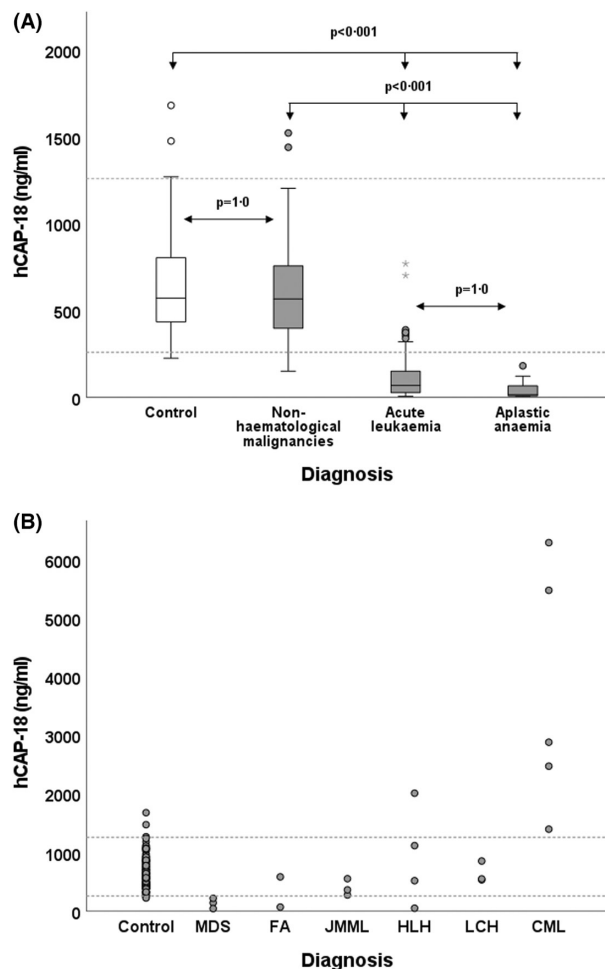 (A)
hCAP-18 (ng/ml)
2000
1500
1000
500
0
p<0·001
p<0·001
p=1·0
p=1·0
Control
Non-
haematological
malignancies
Acute
leukaemia
Aplastic
anaemia
Diagnosis
(B)
hCAP-18 (ng/ml)
6000
5000
4000
3000
2000
1000
0
Control MDS FA JMML HLH LCH CML
Diagnosis